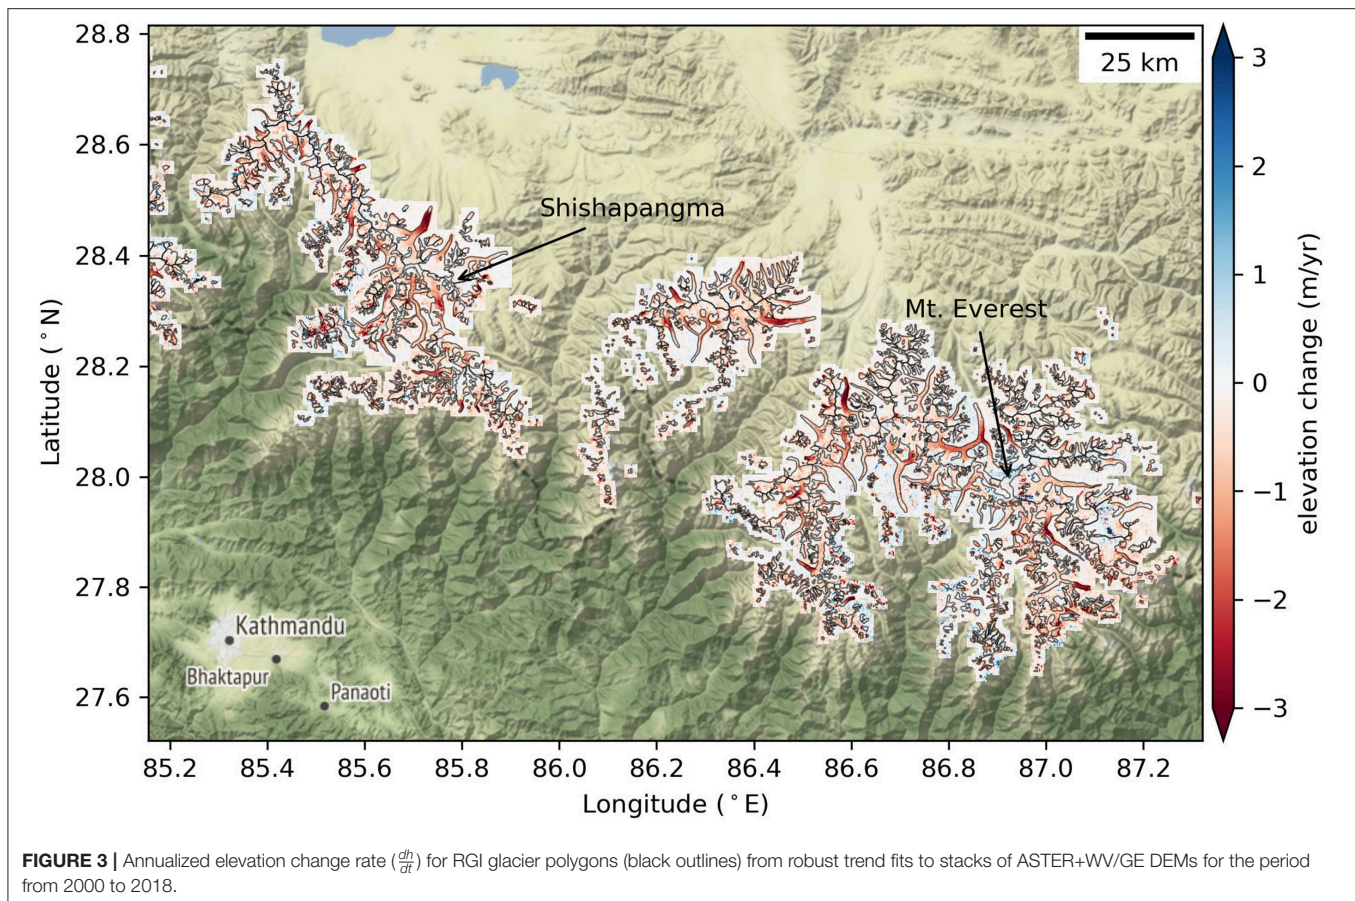 28.8
28.6
28.4
28.2
28.0
27.8
27.6
Latitude (°N)
25 km
Shishapangma
Mt. Everest
Kathmandu
Bhaktapur
Panaoti
85.2 85.4 85.6 85.8 86.0 86.2 86.4 86.6 86.8 87.0 87.2
Longitude (°E)
3
2
1
0
−1
−2
−3
elevation change (m/yr)
FIGURE 3 | Annualized elevation change rate (dh/dt) for RGI glacier polygons (black outlines) from robust trend fits to stacks of ASTER+WV/GE DEMs for the period
from 2000 to 2018.